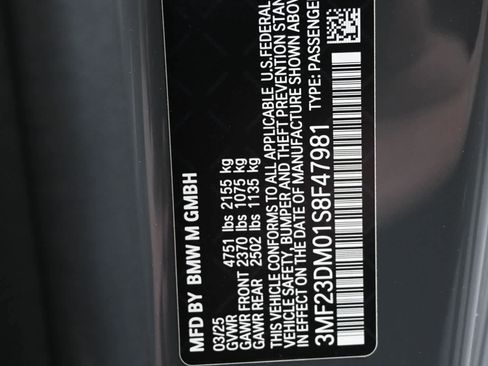 MFD BY BMW M GMBH
03/25
GVWR 4751 lbs 2155 kg
GAWR FRONT 2370 lbs 1075 kg
GAWR REAR 2502 lbs 1135 kg
THIS VEHICLE CONFORMS TO ALL APPLICABLE U.S.FEDERAL
VEHICLE SAFETY, BUMPER AND THEFT PREVENTION STAN
IN EFFECT ON THE DATE OF MANUFACTURE SHOWN ABOV
3MF23DM01S8F47981 TYPE: PASSENGE